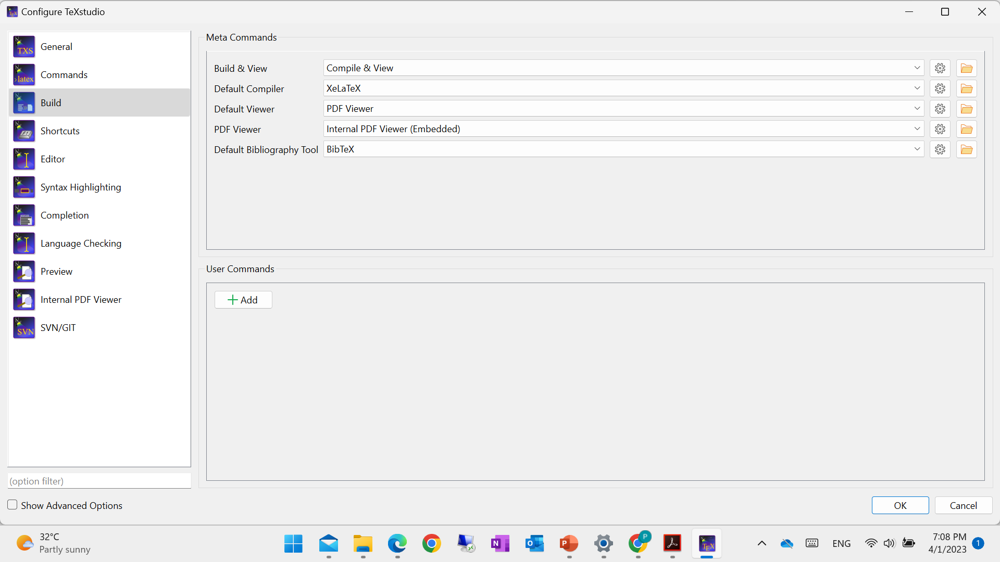 Configure TeXstudio
General
Commands
Build
Shortcuts
Editor
Syntax Highlighting
Completion
Language Checking
Preview
Internal PDF Viewer
SVN/GIT
(option filter)
Show Advanced Options
Meta Commands
Build & View Compile & View
Default Compiler XeLaTeX
Default Viewer PDF Viewer
PDF Viewer Internal PDF Viewer (Embedded)
Default Bibliography Tool BibTeX
User Commands
Add
OK Cancel
32°C
Partly sunny
ENG
7:08 PM
4/1/2023
1